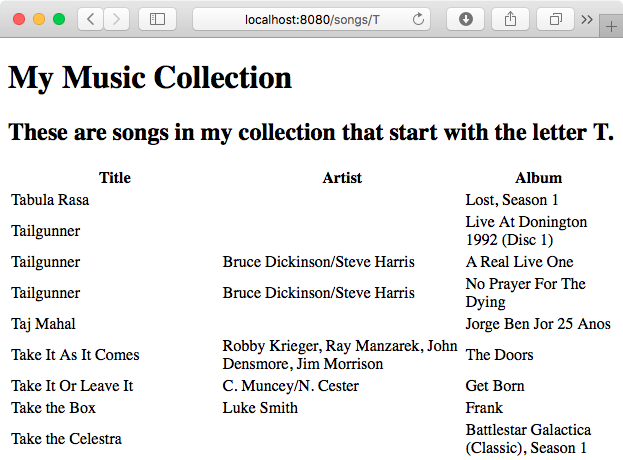 localhost:8080/songs/T
My Music Collection
These are songs in my collection that start with the letter T.
Title Artist Album
Tabula Rasa Lost, Season 1
Tailgunner Live At Donington
1992 (Disc 1)
Tailgunner Bruce Dickinson/Steve Harris A Real Live One
Tailgunner Bruce Dickinson/Steve Harris No Prayer For The
Dying
Taj Mahal Jorge Ben Jor 25 Anos
Take It As It Comes Robby Krieger, Ray Manzarek, John
Densmore, Jim Morrison The Doors
Take It Or Leave It C. Muncey/N. Cester Get Born
Take the Box Luke Smith Frank
Take the Celestra Battlestar Galactica
(Classic), Season 1